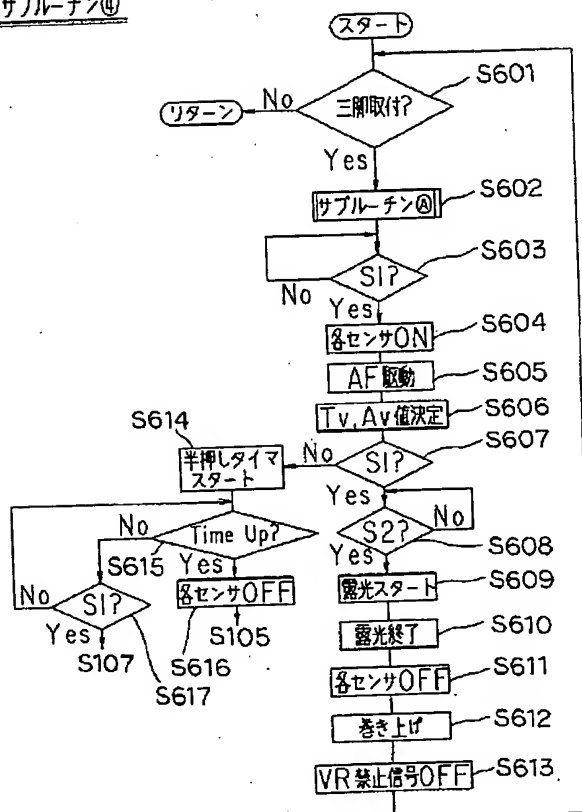 サブルーチン④
スタート
S601
三脚取付?
No
リターン
Yes
S602
サブルーチンⒶ
S603
S1?
No
Yes
S604
各センサON
AF駆動
S605
Tv,Av値決定
S606
S614
S607
半押しタイマ
スタート
No
S1?
Yes
No
Time Up?
S2?
No
S615
Yes
Yes
S608
No
S1?
各センサOFF
露光スタート
S609
Yes
S105
露光終了
S610
S107
S616
S617
各センサOFF
S611
巻き上げ
S612
VR禁止信号OFF
S613